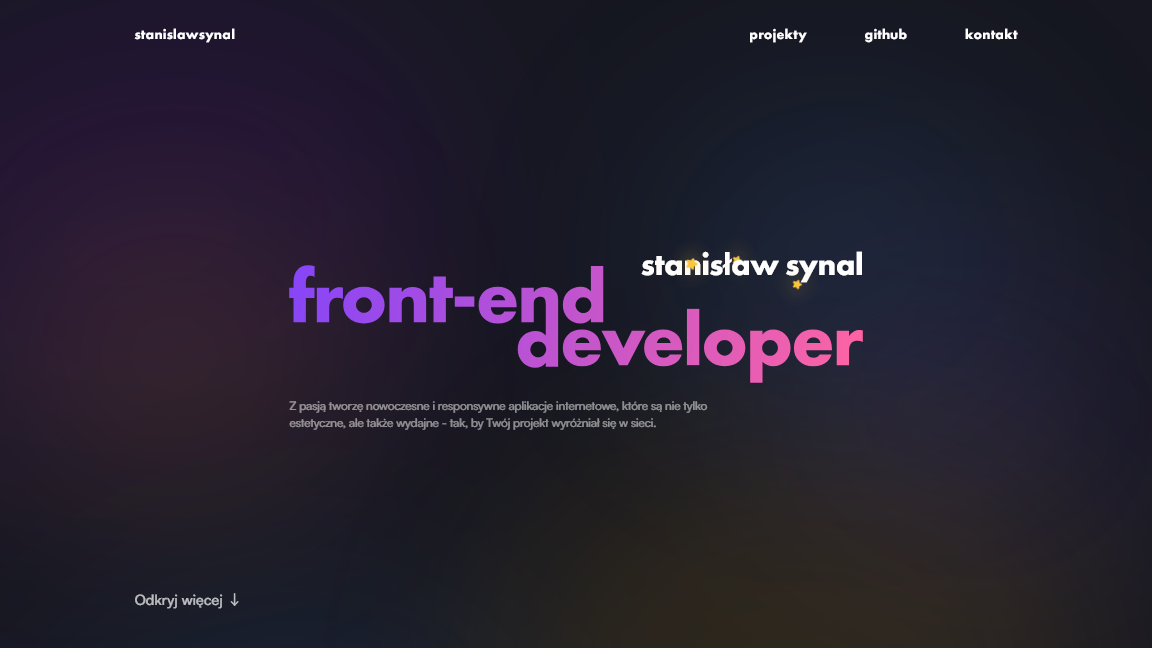 stanislawsynal
projekty
github
kontakt
stanisław synal
front-end
developer
Z pasją tworzę nowoczesne i responsywne aplikacje internetowe, które są nie tylko
estetyczne, ale także wydajne - tak, by Twój projekt wyróżniał się w sieci.
Odkryj więcej ↓